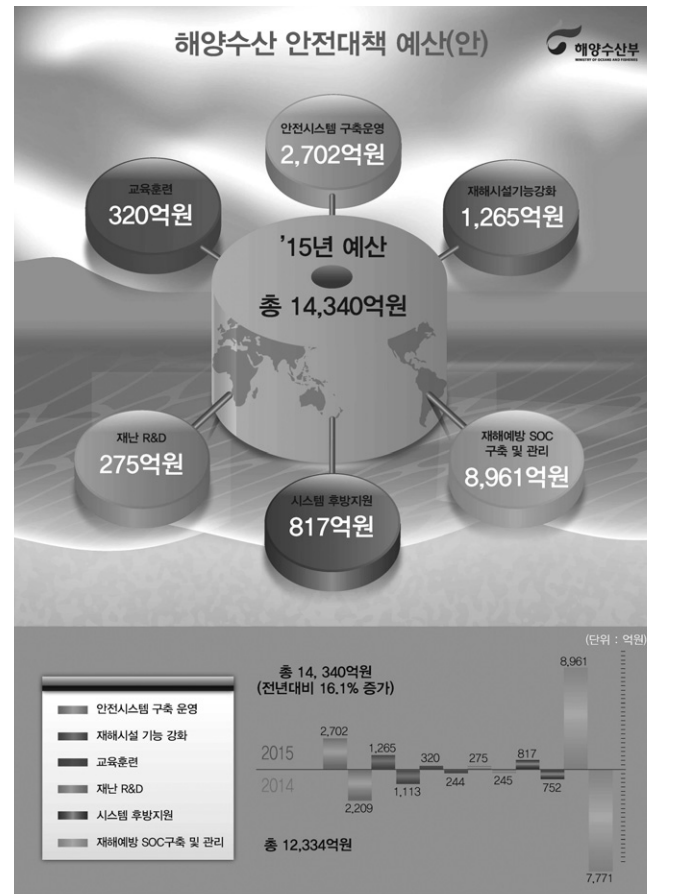 해양수산 안전대책 예산(안)
해양수산부
MINISTRY OF OCEANS AND FISHERIES
안전시스템 구축운영
2,702억원
교육훈련
320억원
재해시설기능강화
1,265억원
'15년 예산
총 14,340억원
재난 R&D
275억원
재해예방 SOC
구축 및 관리
8,961억원
시스템 후방지원
817억원
(단위 : 억원)
안전시스템 구축 운영
재해시설 기능 강화
교육훈련
재난 R&D
시스템 후방지원
재해예방 SOC구축 및 관리
총 14, 340억원
(전년대비 16.1% 증가)
2015
2014
2,702
2,209
1,265
1,113
320
244
275
245
817
752
8,961
7,771
총 12,334억원